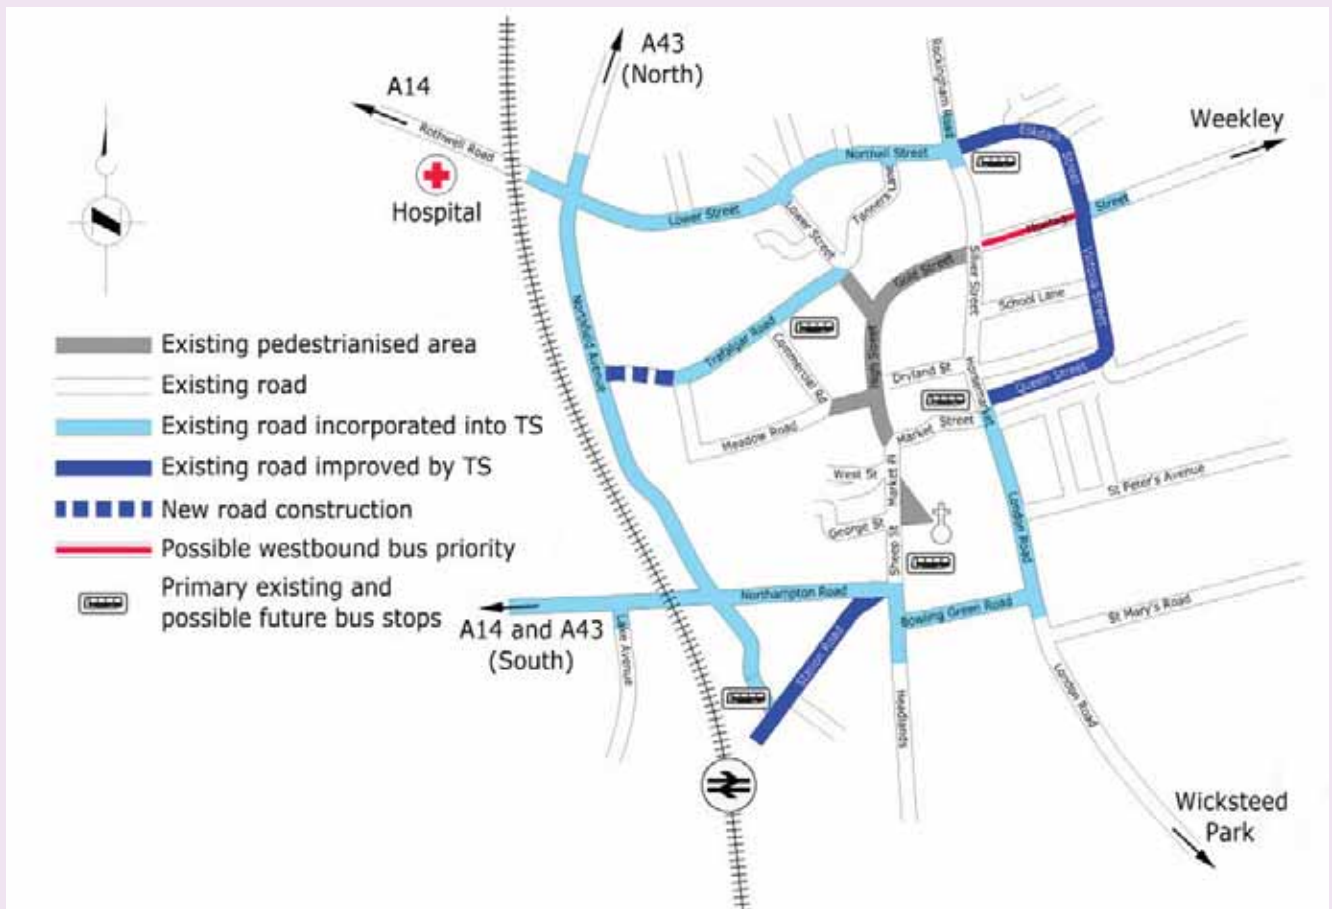 A43
(North)
A14
Rothwell Road
Hospital
Rockingham Road
Weekley
Northall Street
Eskdaill Street
Lower Street
Lower Street
Tanners Lane
Street
Gold Street
Silver Street
School Lane
Victoria Street
Northfield Avenue
Trafalgar Road
Commercial Rd
High Street
Dryland St
Horsemarket
Queen Street
Meadow Road
Market Street
West St
Market Pl
George St
Sheep St
London Road
St Peter's Avenue
Existing pedestrianised area
Existing road
Existing road incorporated into TS
Existing road improved by TS
New road construction
Possible westbound bus priority
Primary existing and
possible future bus stops
Northampton Road
Bowling Green Road
St Mary's Road
A14 and A43
(South)
Lake Avenue
Station Road
Headlands
London Road
Wicksteed
Park